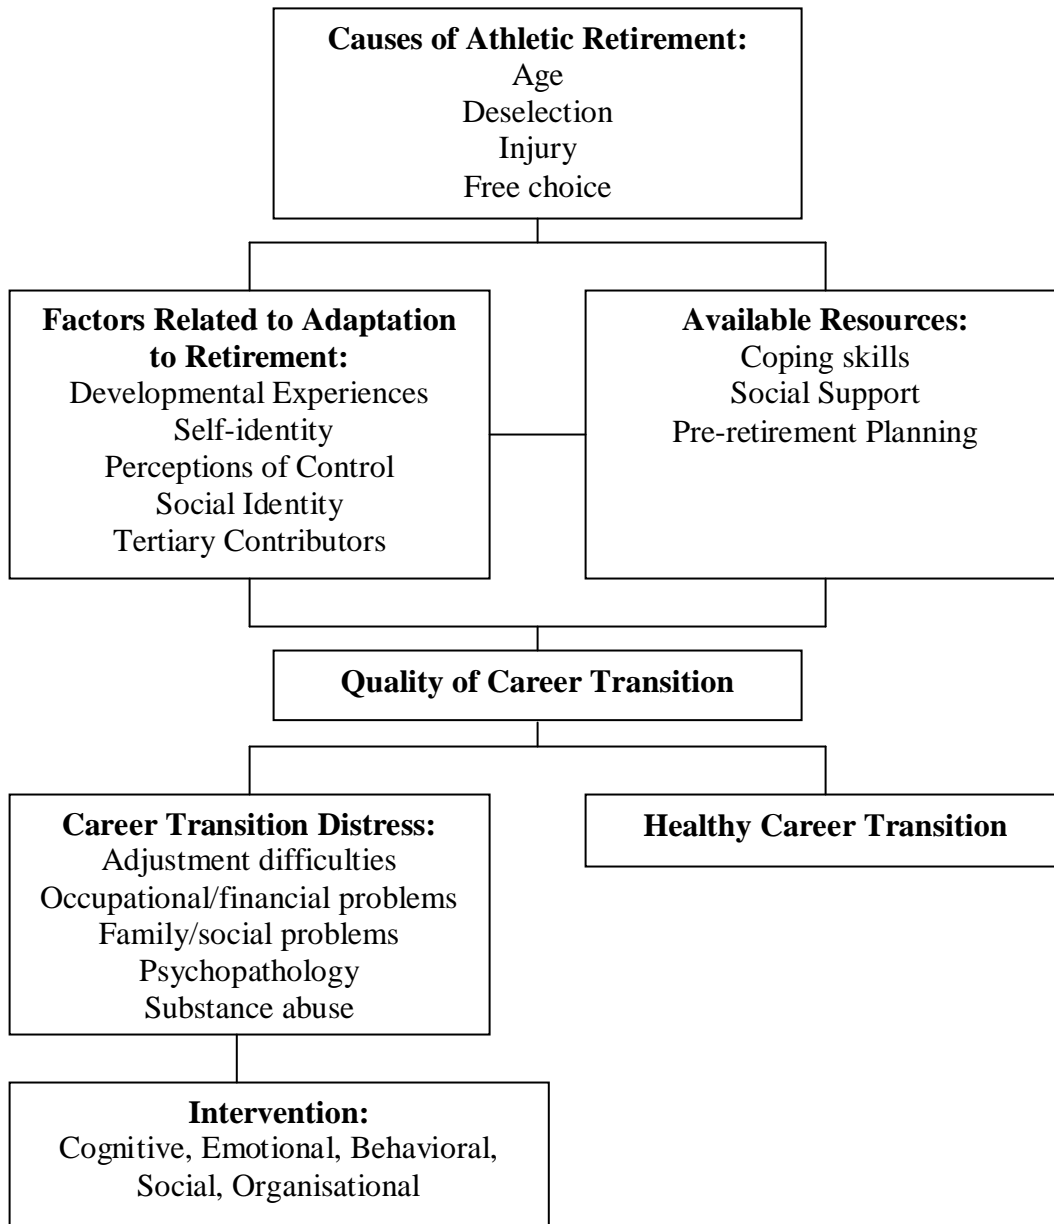 Causes of Athletic Retirement:
Age
Deselection
Injury
Free choice
Factors Related to Adaptation
to Retirement:
Developmental Experiences
Self-identity
Perceptions of Control
Social Identity
Tertiary Contributors
Available Resources:
Coping skills
Social Support
Pre-retirement Planning
Quality of Career Transition
Career Transition Distress:
Adjustment difficulties
Occupational/financial problems
Family/social problems
Psychopathology
Substance abuse
Healthy Career Transition
Intervention:
Cognitive, Emotional, Behavioral,
Social, Organisational